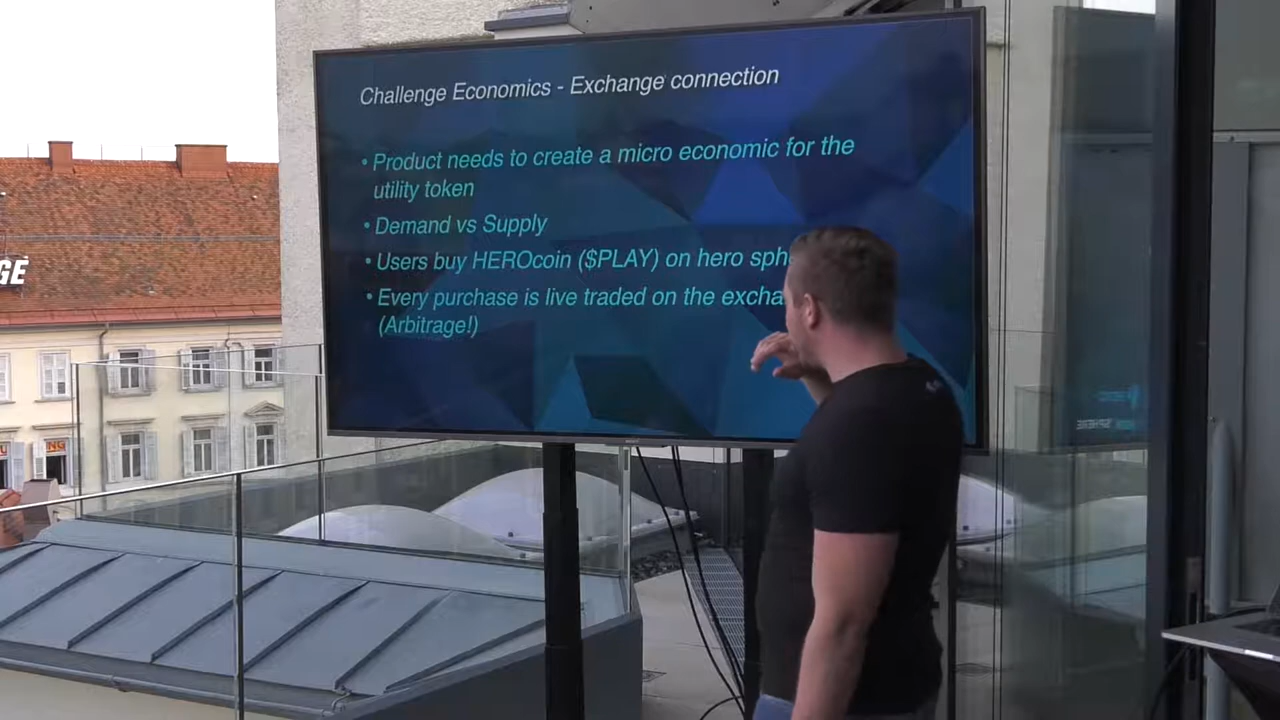 Challenge Economics - Exchange connection
• Product needs to create a micro economic for the
utility token
• Demand vs Supply
• Users buy HEROcoin ($PLAY) on hero sph
• Every purchase is live traded on the excha
(Arbitrage!)
GE
NG